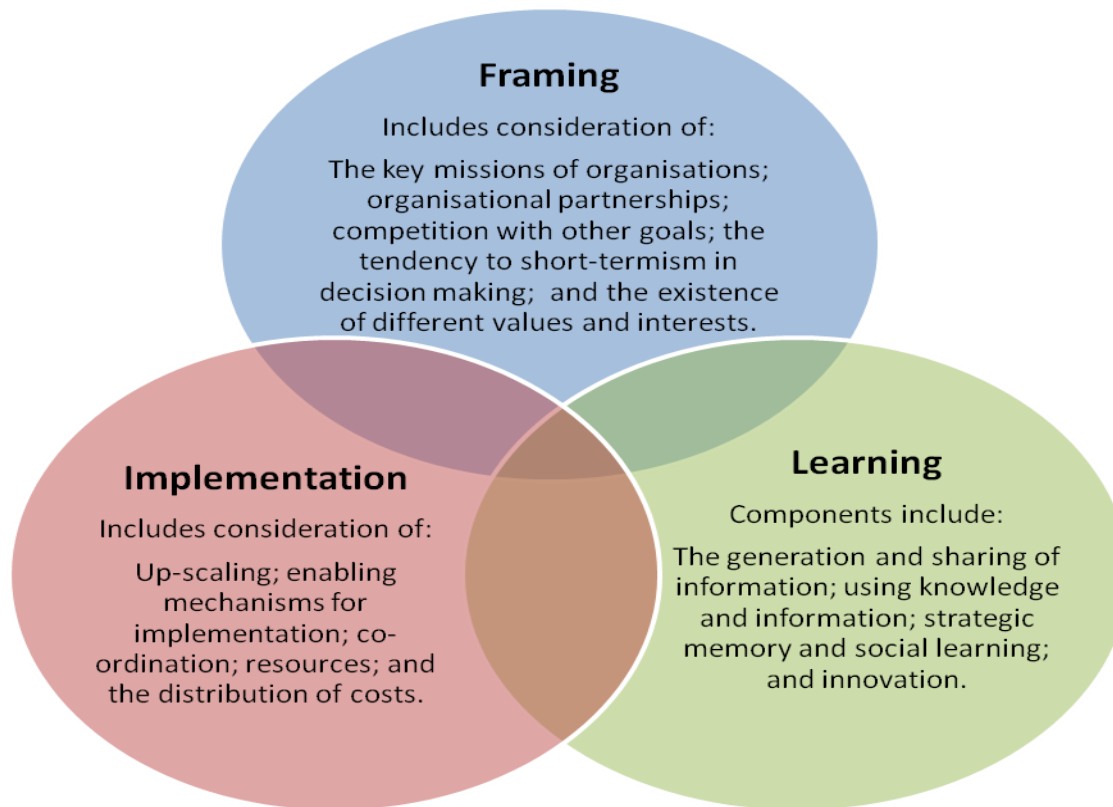 Framing
Includes consideration of:
The key missions of organisations;
organisational partnerships;
competition with other goals; the
tendency to short-termism in
decision making;  and the existence
of different values and interests.
Implementation
Includes consideration of:
Up-scaling; enabling
mechanisms for
implementation; co-
ordination; resources; and
the distribution of costs.
Learning
Components include:
The generation and sharing of
information; using knowledge
and information; strategic
memory and social learning;
and innovation.